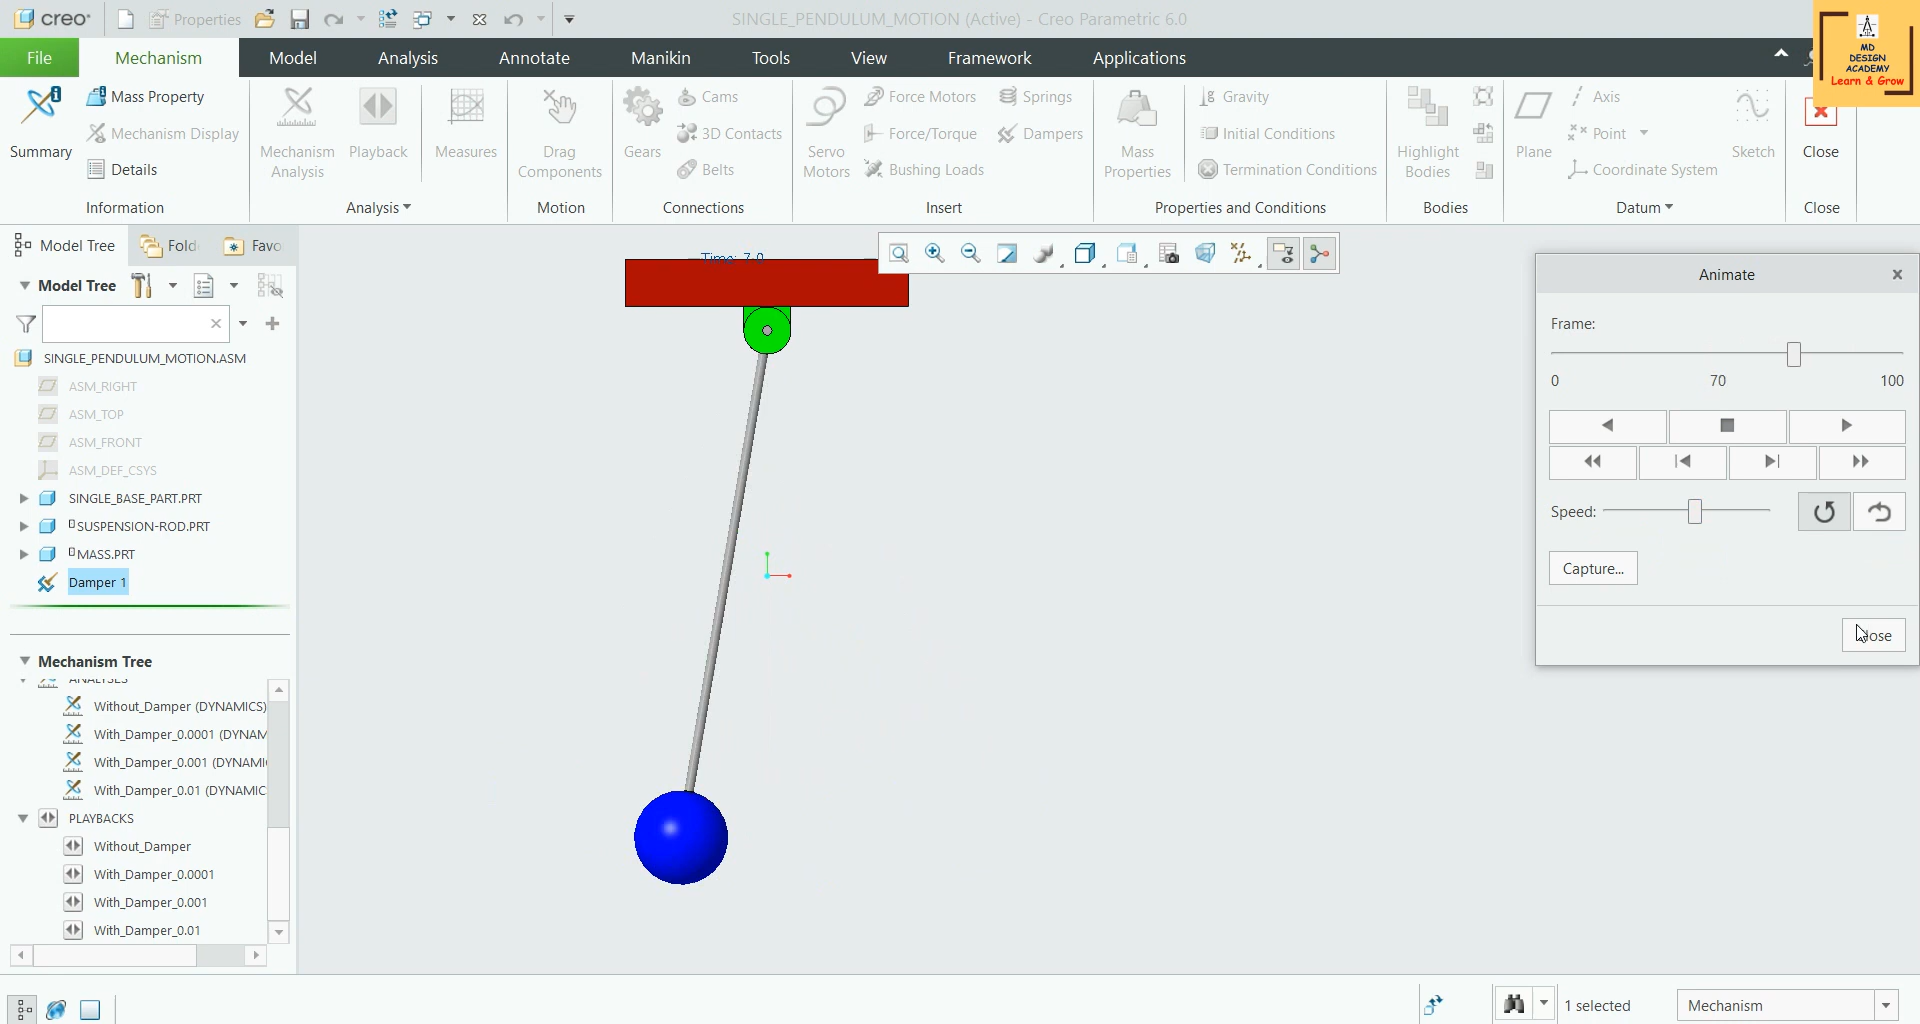 creo®
Properties
SINGLE_PENDULUM_MOTION (Active) - Creo Parametric 6.0
File
Mechanism
Model
Analysis
Annotate
Manikin
Tools
View
Framework
Applications
MD
DESIGN
ACADEMY
Learn & Grow
Summary
Mass Property
Mechanism Display
Details
Information
Mechanism
Analysis
Playback
Measures
Analysis
Drag
Components
Motion
Gears
Cams
3D Contacts
Belts
Connections
Servo
Motors
Force Motors
Force/Torque
Bushing Loads
Springs
Dampers
Insert
Mass
Properties
Gravity
Initial Conditions
Termination Conditions
Properties and Conditions
Highlight
Bodies
Bodies
Plane
Axis
Point
Coordinate System
Sketch
Datum
Close
Close
Model Tree
Fold
Favo
Model Tree
SINGLE_PENDULUM_MOTION.ASM
ASM_RIGHT
ASM_TOP
ASM_FRONT
ASM_DEF_CSYS
SINGLE_BASE_PART.PRT
SUSPENSION-ROD.PRT
MASS.PRT
Damper 1
Mechanism Tree
ANALYSES
Without_Damper (DYNAMICS)
With_Damper_0.0001 (DYNAM
With_Damper_0.001 (DYNAMI
With_Damper_0.01 (DYNAMIC
PLAYBACKS
Without_Damper
With_Damper_0.0001
With_Damper_0.001
With_Damper_0.01
Time: 7.0
Animate
Frame:
0
70
100
Speed:
Capture...
lose
1 selected
Mechanism